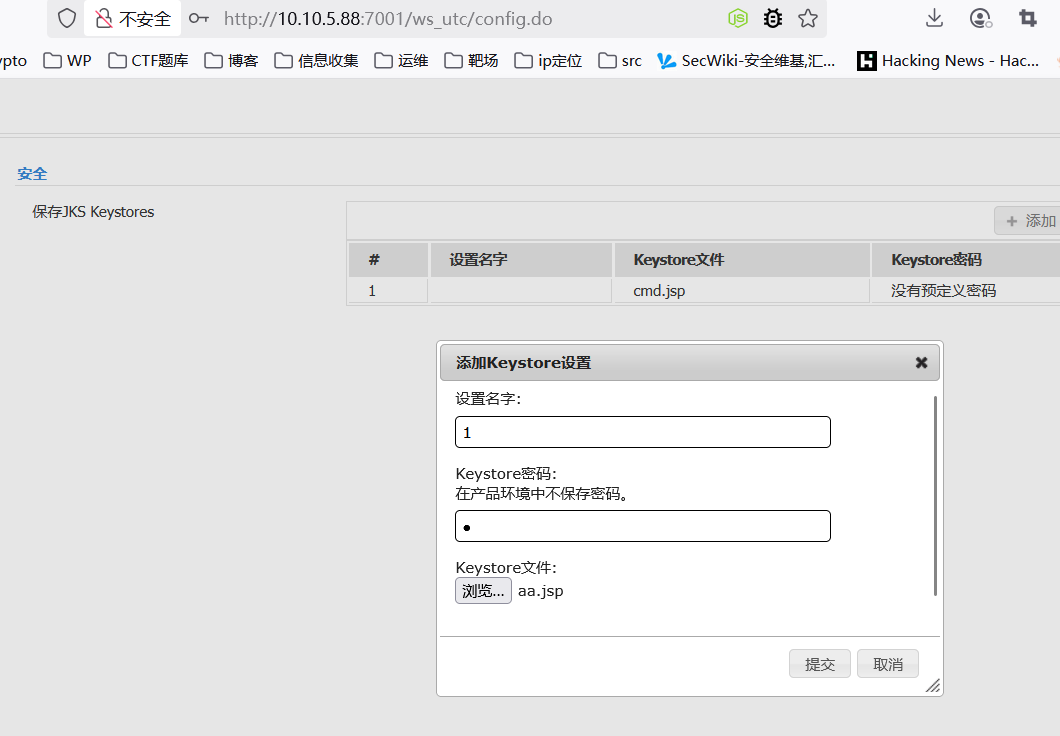 不安全 http://10.10.5.88:7001/ws_utc/config.do
ypto WP CTF题库 博客 信息收集 运维 靶场 ip定位 src SecWiki-安全维基,汇... Hacking News - Hac...
安全
保存JKS Keystores
+ 添加
# 设置名字 Keystore文件 Keystore密码
1 cmd.jsp 没有预定义密码
添加Keystore设置
设置名字:
1
Keystore密码:
在产品环境中不保存密码。
•
Keystore文件:
浏览... aa.jsp
提交 取消